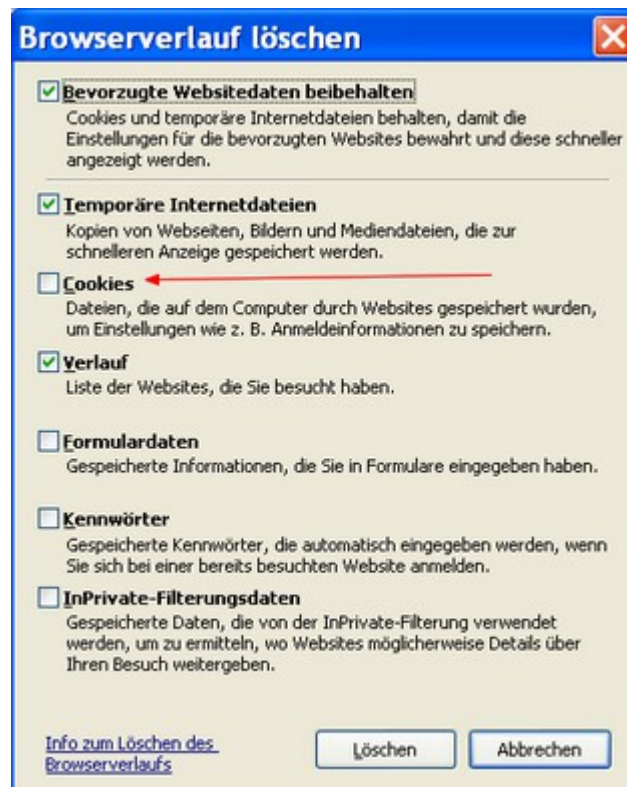 Browserverlauf löschen
Bevorzugte Websitedaten beibehalten
Cookies und temporäre Internetdateien behalten, damit die
Einstellungen für die bevorzugten Websites bewahrt und diese schneller
angezeigt werden.
Temporäre Internetdateien
Kopien von Webseiten, Bildern und Mediendateien, die zur
schnelleren Anzeige gespeichert werden.
Cookies
Dateien, die auf dem Computer durch Websites gespeichert wurden,
um Einstellungen wie z. B. Anmeldeinformationen zu speichern.
Verlauf
Liste der Websites, die Sie besucht haben.
Formulardaten
Gespeicherte Informationen, die Sie in Formulare eingegeben haben.
Kennwörter
Gespeicherte Kennwörter, die automatisch eingegeben werden, wenn
Sie sich bei einer bereits besuchten Website anmelden.
InPrivate-Filterungsdaten
Gespeicherte Daten, die von der InPrivate-Filterung verwendet
werden, um zu ermitteln, wo Websites möglicherweise Details über
Ihren Besuch weitergeben.
Info zum Löschen des
Browserverlaufs
Löschen
Abbrechen